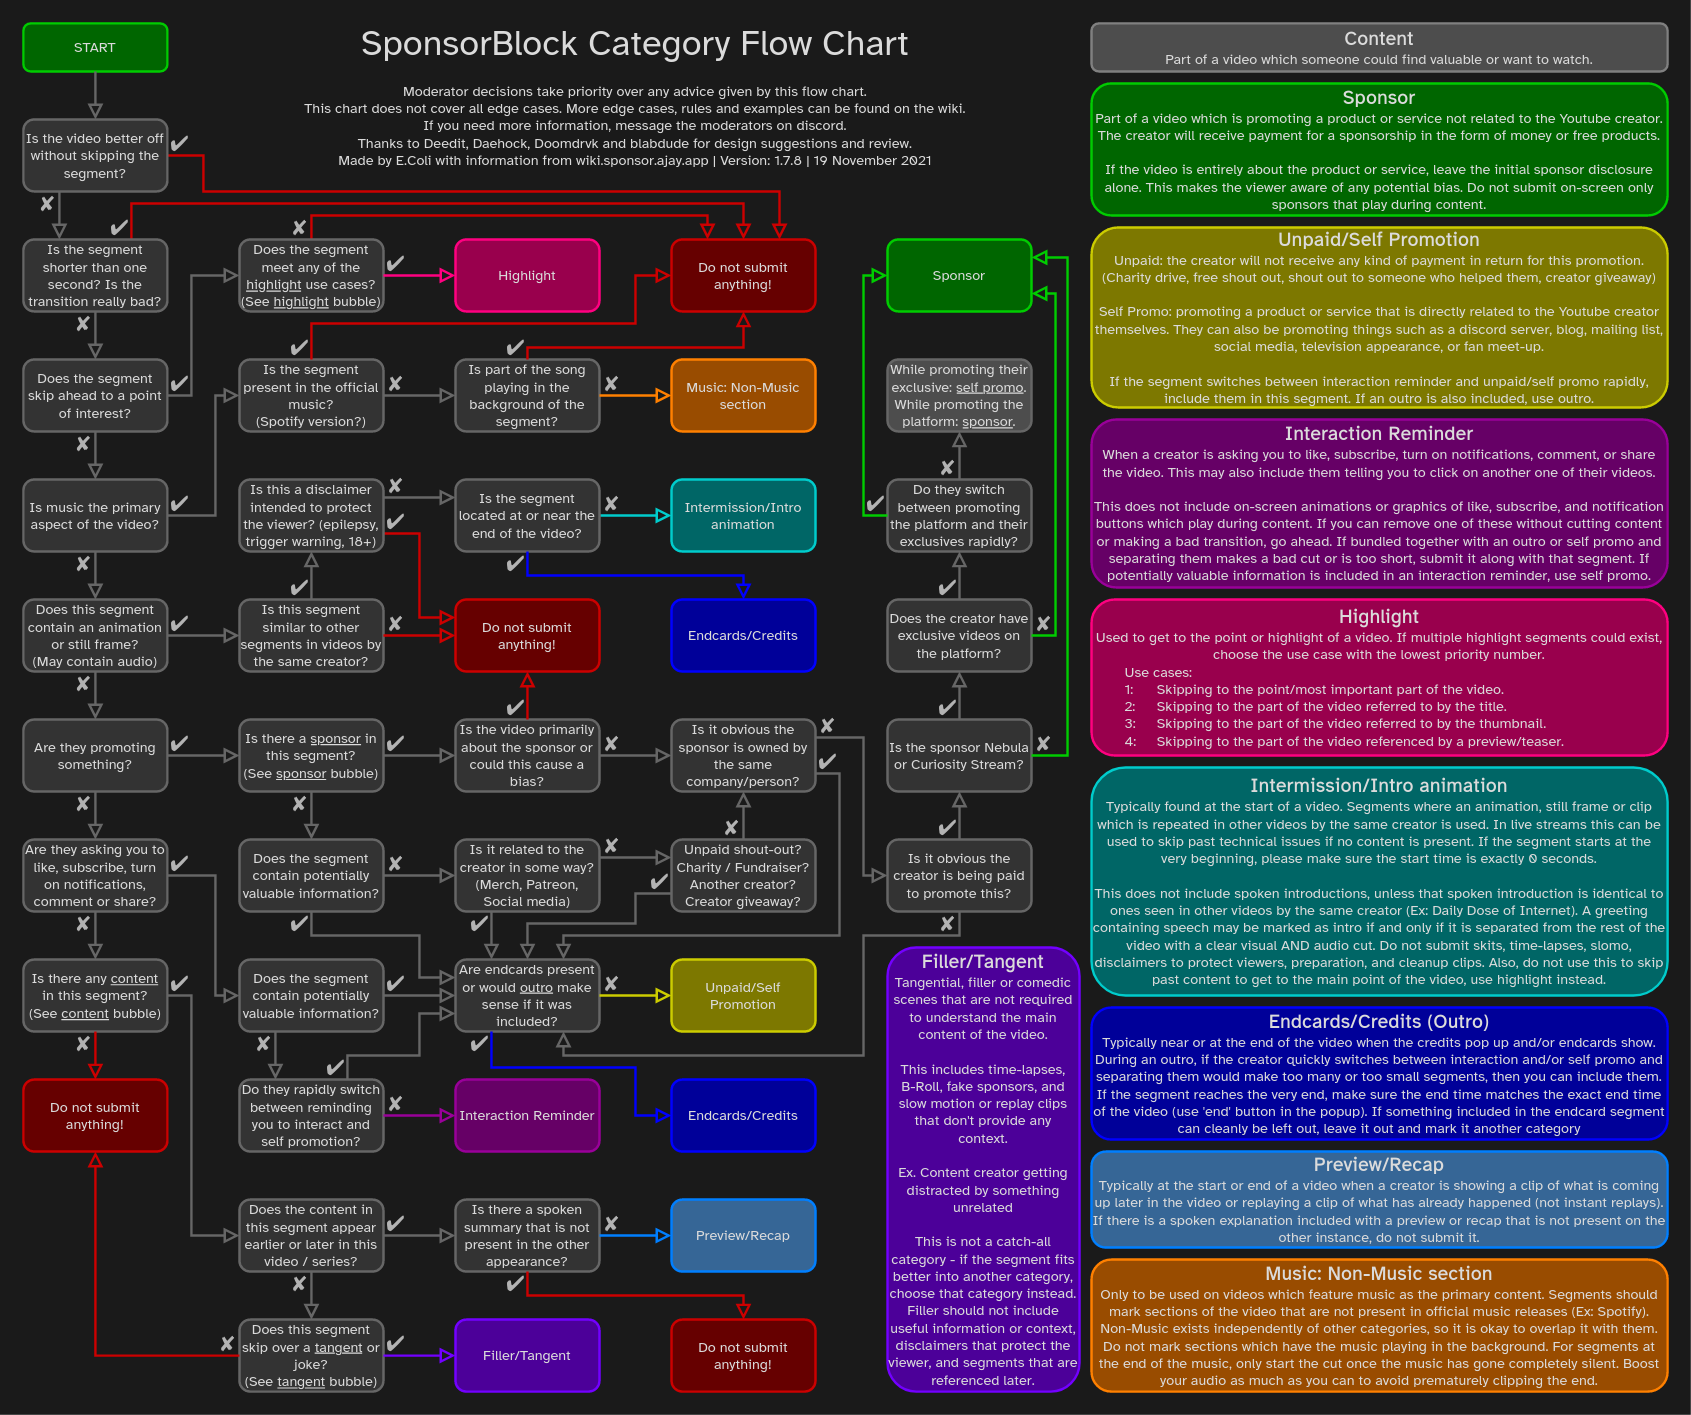 SponsorBlock Category Flow Chart
Moderator decisions take priority over any advice given by this flow chart.
This chart does not cover all edge cases. More edge cases, rules and examples can be found on the wiki.
If you need more information, message the moderators on discord.
Thanks to Deedit, Daehock, Doomdrvk and blabdude for design suggestions and review.
Made by E.Coli with information from wiki.sponsor.ajay.app | Version: 1.7.8 | 19 November 2021
START
Is the video better off
without skipping the
segment?
✔
✘
Is the segment
shorter than one
second? Is the
transition really bad?
✔
✘
Does the segment
meet any of the
highlight use cases?
(See highlight bubble)
✘
✔
Highlight
Do not submit
anything!
Sponsor
Does the segment
skip ahead to a point
of interest?
✔
✘
Is the segment
present in the official
music?
(Spotify version?)
✔
✘
Is part of the song
playing in the
background of the
segment?
✔
✘
Music: Non-Music
section
While promoting their
exclusive: self promo.
While promoting the
platform: sponsor.
✘
Is music the primary
aspect of the video?
✔
✘
Is this a disclaimer
intended to protect
the viewer? (epilepsy,
trigger warning, 18+)
✘
✔
Is the segment
located at or near the
end of the video?
✘
✔
Intermission/Intro
animation
Do they switch
between promoting
the platform and their
exclusives rapidly?
✔
✔
Does this segment
contain an animation
or still frame?
(May contain audio)
✔
✘
Is this segment
similar to other
segments in videos by
the same creator?
✔
✘
Do not submit
anything!
Endcards/Credits
Does the creator have
exclusive videos on
the platform?
✘
✔
Are they promoting
something?
✔
✘
Is there a sponsor in
this segment?
(See sponsor bubble)
✔
✘
Is the video primarily
about the sponsor or
could this cause a
bias?
✔
✘
Is it obvious the
sponsor is owned by
the same
company/person?
✘
✔
Is the sponsor Nebula
or Curiosity Stream?
✘
✔
Are they asking you to
like, subscribe, turn
on notifications,
comment or share?
✔
✘
Does the segment
contain potentially
valuable information?
✘
✔
Is it related to the
creator in some way?
(Merch, Patreon,
Social media)
✘
✔
Unpaid shout-out?
Charity / Fundraiser?
Another creator?
Creator giveaway?
✘
✔
Is it obvious the
creator is being paid
to promote this?
✘
Is there any content
in this segment?
(See content bubble)
✔
✘
Does the segment
contain potentially
valuable information?
✔
✘
Are endcards present
or would outro make
sense if it was
included?
✘
✔
Unpaid/Self
Promotion
Do not submit
anything!
Do they rapidly switch
between reminding
you to interact and
self promotion?
✔
✘
Interaction Reminder
Endcards/Credits
Does the content in
this segment appear
earlier or later in this
video / series?
✔
✘
Is there a spoken
summary that is not
present in the other
appearance?
✘
✔
Preview/Recap
Does this segment
skip over a tangent or
joke?
(See tangent bubble)
✘
✔
Filler/Tangent
Do not submit
anything!
Filler/Tangent
Tangential, filler or comedic
scenes that are not required
to understand the main
content of the video.
This includes time-lapses,
B-Roll, fake sponsors, and
slow motion or replay clips
that don't provide any
context.
Ex. Content creator getting
distracted by something
unrelated
This is not a catch-all
category - if the segment fits
better into another category,
choose that category instead.
Filler should not include
useful information or context,
disclaimers that protect the
viewer, and segments that are
referenced later.
Content
Part of a video which someone could find valuable or want to watch.
Sponsor
Part of a video which is promoting a product or service not related to the Youtube creator.
The creator will receive payment for a sponsorship in the form of money or free products.
If the video is entirely about the product or service, leave the initial sponsor disclosure
alone. This makes the viewer aware of any potential bias. Do not submit on-screen only
sponsors that play during content.
Unpaid/Self Promotion
Unpaid: the creator will not receive any kind of payment in return for this promotion.
(Charity drive, free shout out, shout out to someone who helped them, creator giveaway)
Self Promo: promoting a product or service that is directly related to the Youtube creator
themselves. They can also be promoting things such as a discord server, blog, mailing list,
social media, television appearance, or fan meet-up.
If the segment switches between interaction reminder and unpaid/self promo rapidly,
include them in this segment. If an outro is also included, use outro.
Interaction Reminder
When a creator is asking you to like, subscribe, turn on notifications, comment, or share
the video. This may also include them telling you to click on another one of their videos.
This does not include on-screen animations or graphics of like, subscribe, and notification
buttons which play during content. If you can remove one of these without cutting content
or making a bad transition, go ahead. If bundled together with an outro or self promo and
separating them makes a bad cut or is too short, submit it along with that segment. If
potentially valuable information is included in an interaction reminder, use self promo.
Highlight
Used to get to the point or highlight of a video. If multiple highlight segments could exist,
choose the use case with the lowest priority number.
Use cases:
1: Skipping to the point/most important part of the video.
2: Skipping to the part of the video referred to by the title.
3: Skipping to the part of the video referred to by the thumbnail.
4: Skipping to the part of the video referenced by a preview/teaser.
Intermission/Intro animation
Typically found at the start of a video. Segments where an animation, still frame or clip
which is repeated in other videos by the same creator is used. In live streams this can be
used to skip past technical issues if no content is present. If the segment starts at the
very beginning, please make sure the start time is exactly 0 seconds.
This does not include spoken introductions, unless that spoken introduction is identical to
ones seen in other videos by the same creator (Ex: Daily Dose of Internet). A greeting
containing speech may be marked as intro if and only if it is separated from the rest of the
video with a clear visual AND audio cut. Do not submit skits, time-lapses, slomo,
disclaimers to protect viewers, preparation, and cleanup clips. Also, do not use this to skip
past content to get to the main point of the video, use highlight instead.
Endcards/Credits (Outro)
Typically near or at the end of the video when the credits pop up and/or endcards show.
During an outro, if the creator quickly switches between interaction and/or self promo and
separating them would make too many or too small segments, then you can include them.
If the segment reaches the very end, make sure the end time matches the exact end time
of the video (use 'end' button in the popup). If something included in the endcard segment
can cleanly be left out, leave it out and mark it another category
Preview/Recap
Typically at the start or end of a video when a creator is showing a clip of what is coming
up later in the video or replaying a clip of what has already happened (not instant replays).
If there is a spoken explanation included with a preview or recap that is not present on the
other instance, do not submit it.
Music: Non-Music section
Only to be used on videos which feature music as the primary content. Segments should
mark sections of the video that are not present in official music releases (Ex: Spotify).
Non-Music exists independently of other categories, so it is okay to overlap it with them.
Do not mark sections which have the music playing in the background. For segments at
the end of the music, only start the cut once the music has gone completely silent. Boost
your audio as much as you can to avoid prematurely clipping the end.